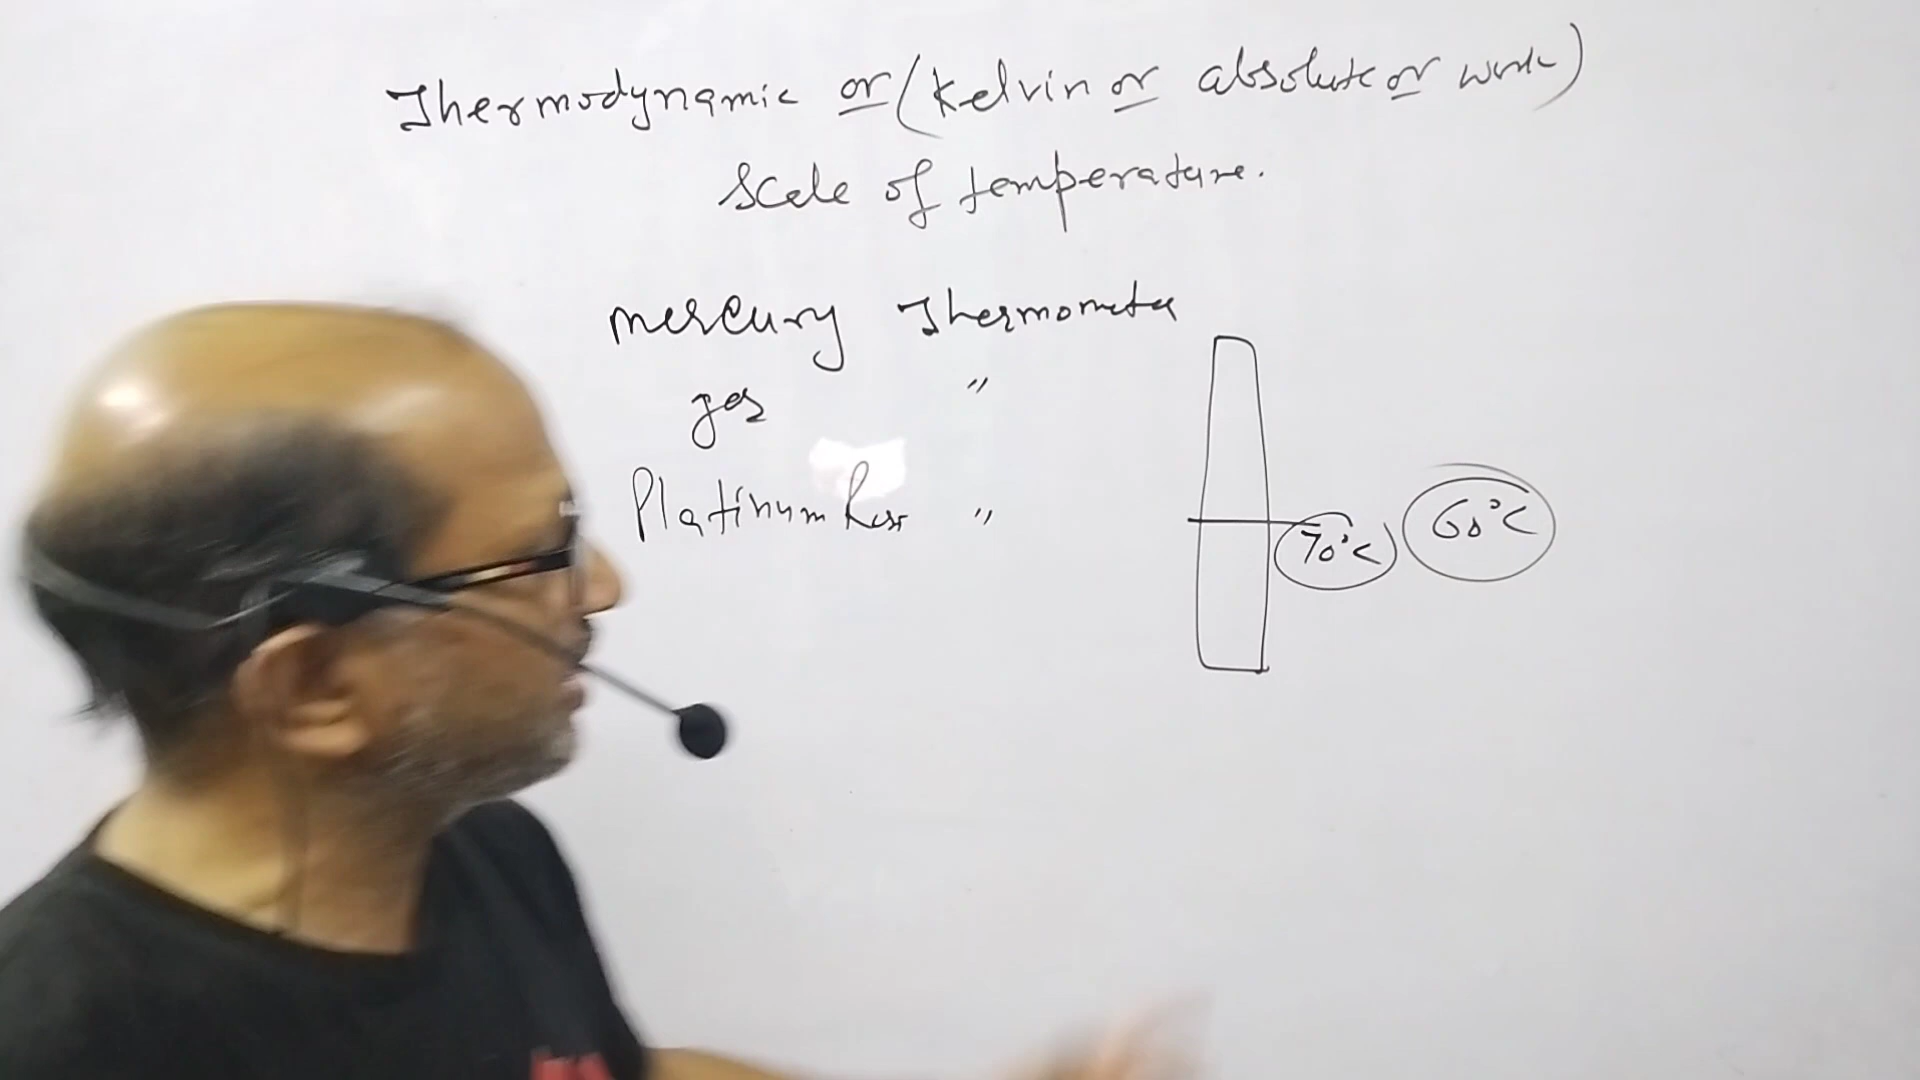 Thermodynamic or (Kelvin or absolute or work)
Scale of temperature.
Mercury Thermometer
gas "
Platinum Res "
70°C 60°C